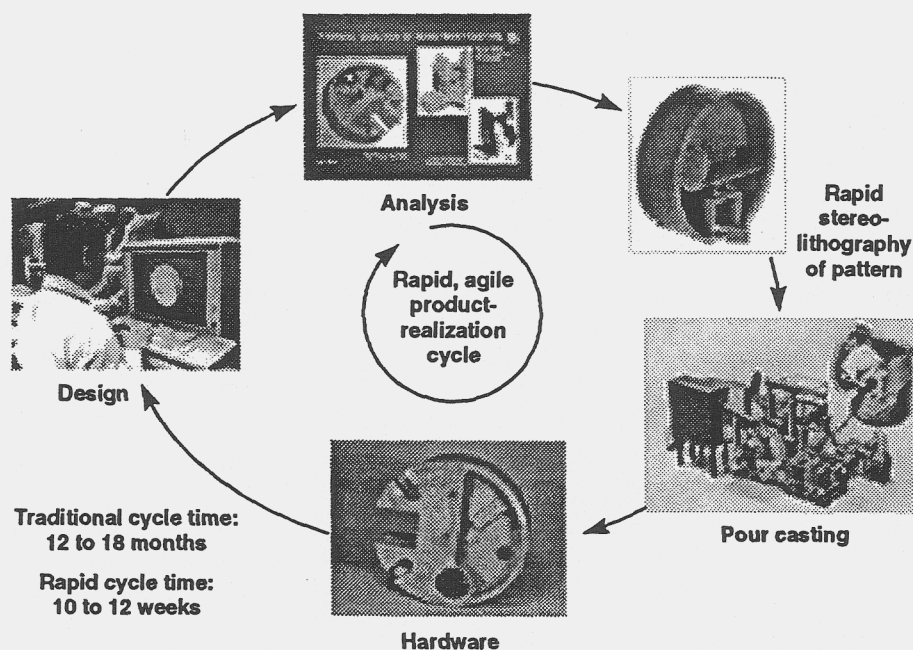 Analysis
Rapid
stereo-
lithography
of pattern
Rapid, agile
product-
realization
cycle
Design
Pour casting
Hardware
Traditional cycle time:
12 to 18 months
Rapid cycle time:
10 to 12 weeks